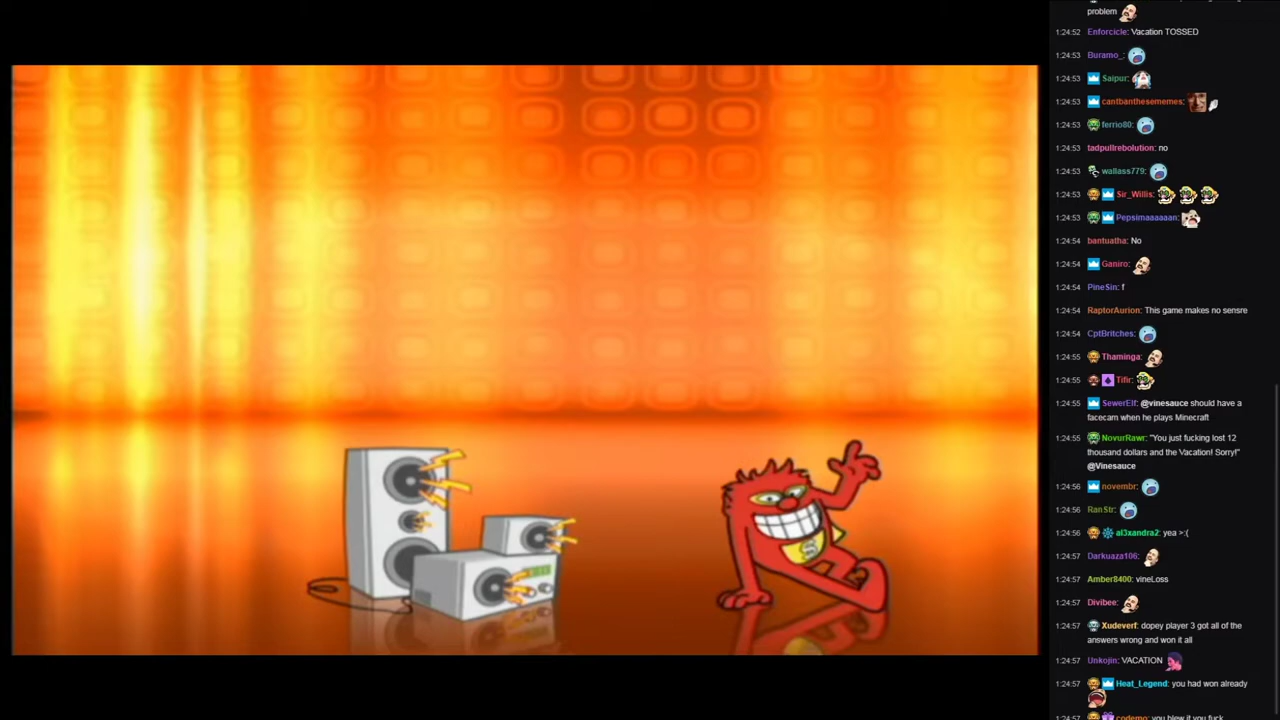 problem
1:24:52 Enforcicle: Vacation TOSSED
1:24:53 Buramo_:
1:24:53 Saipur:
1:24:53 cantbanthesememes:
1:24:53 ferrio80:
1:24:53 tadpullrebolution: no
1:24:53 wallass779:
1:24:53 Sir_Willis:
1:24:53 Pepsimaaaaaan:
1:24:54 bantuatha: No
1:24:54 Ganiro:
1:24:54 PineSin: f
1:24:54 RaptorAurion: This game makes no sensre
1:24:54 CptBritches:
1:24:55 Thaminga:
1:24:55 Tifir:
1:24:55 SewerElf: @vinesauce should have a
facecam when he plays Minecraft
1:24:55 NovurRawr: "You just fucking lost 12
thousand dollars and the Vacation! Sorry!"
@Vinesauce
1:24:56 novembr:
1:24:56 RanStr:
1:24:56 al3xandra2: yea >:(
1:24:57 Darkuaza106:
1:24:57 Amber8400: vineLoss
1:24:57 Divibee:
1:24:57 Xudeverf: dopey player 3 got all of the
answers wrong and won it all
1:24:57 Unkojin: VACATION
1:24:57 Heat_Legend: you had won already
codemo: you blew it you fuck
$